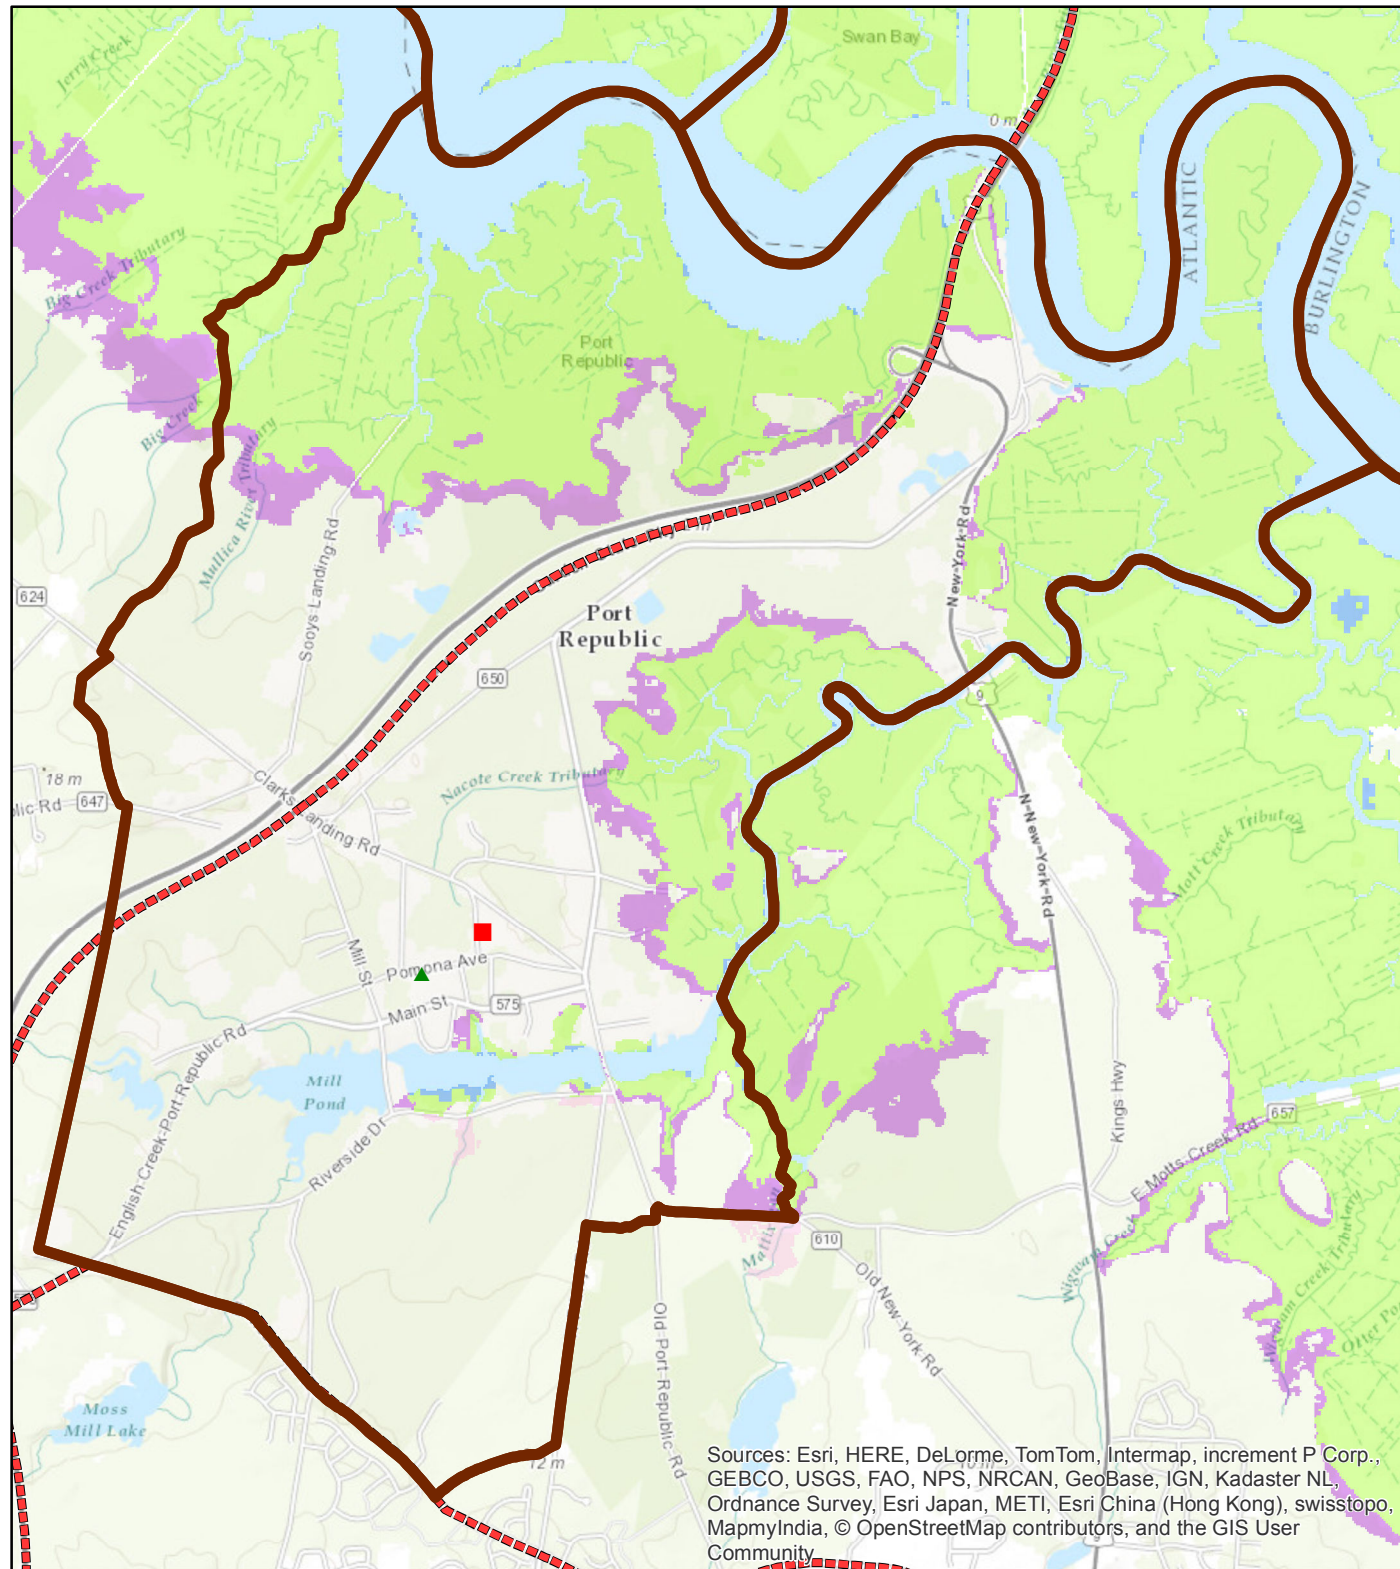 Jerry Creek
Swan Bay
0 m
ATLANTIC
BURLINGTON
Big Creek Tributary
Port
Republic
Big Creek
Mullica River Tributary
Sooys Landing Rd
New York Rd
624
Port
Republic
650
9
18 m
647
Clarks Landing Rd
Nacote Creek Tributary
N New York Rd
Mott Creek Tributary
Mill St
Pomona Ave
Main St
575
English Creek-Port Republic Rd
Mill
Pond
Riverside Dr
Kings Hwy
657
E Motts Creek Rd
610
Wigwam Creek
Old New York Rd
Old Port Republic Rd
Moss
Mill Lake
12 m
9
Sources: Esri, HERE, DeLorme, TomTom, Intermap, increment P Corp.,
GEBCO, USGS, FAO, NPS, NRCAN, GeoBase, IGN, Kadaster NL,
Ordnance Survey, Esri Japan, METI, Esri China (Hong Kong), swisstopo,
MapmyIndia, © OpenStreetMap contributors, and the GIS User
Community